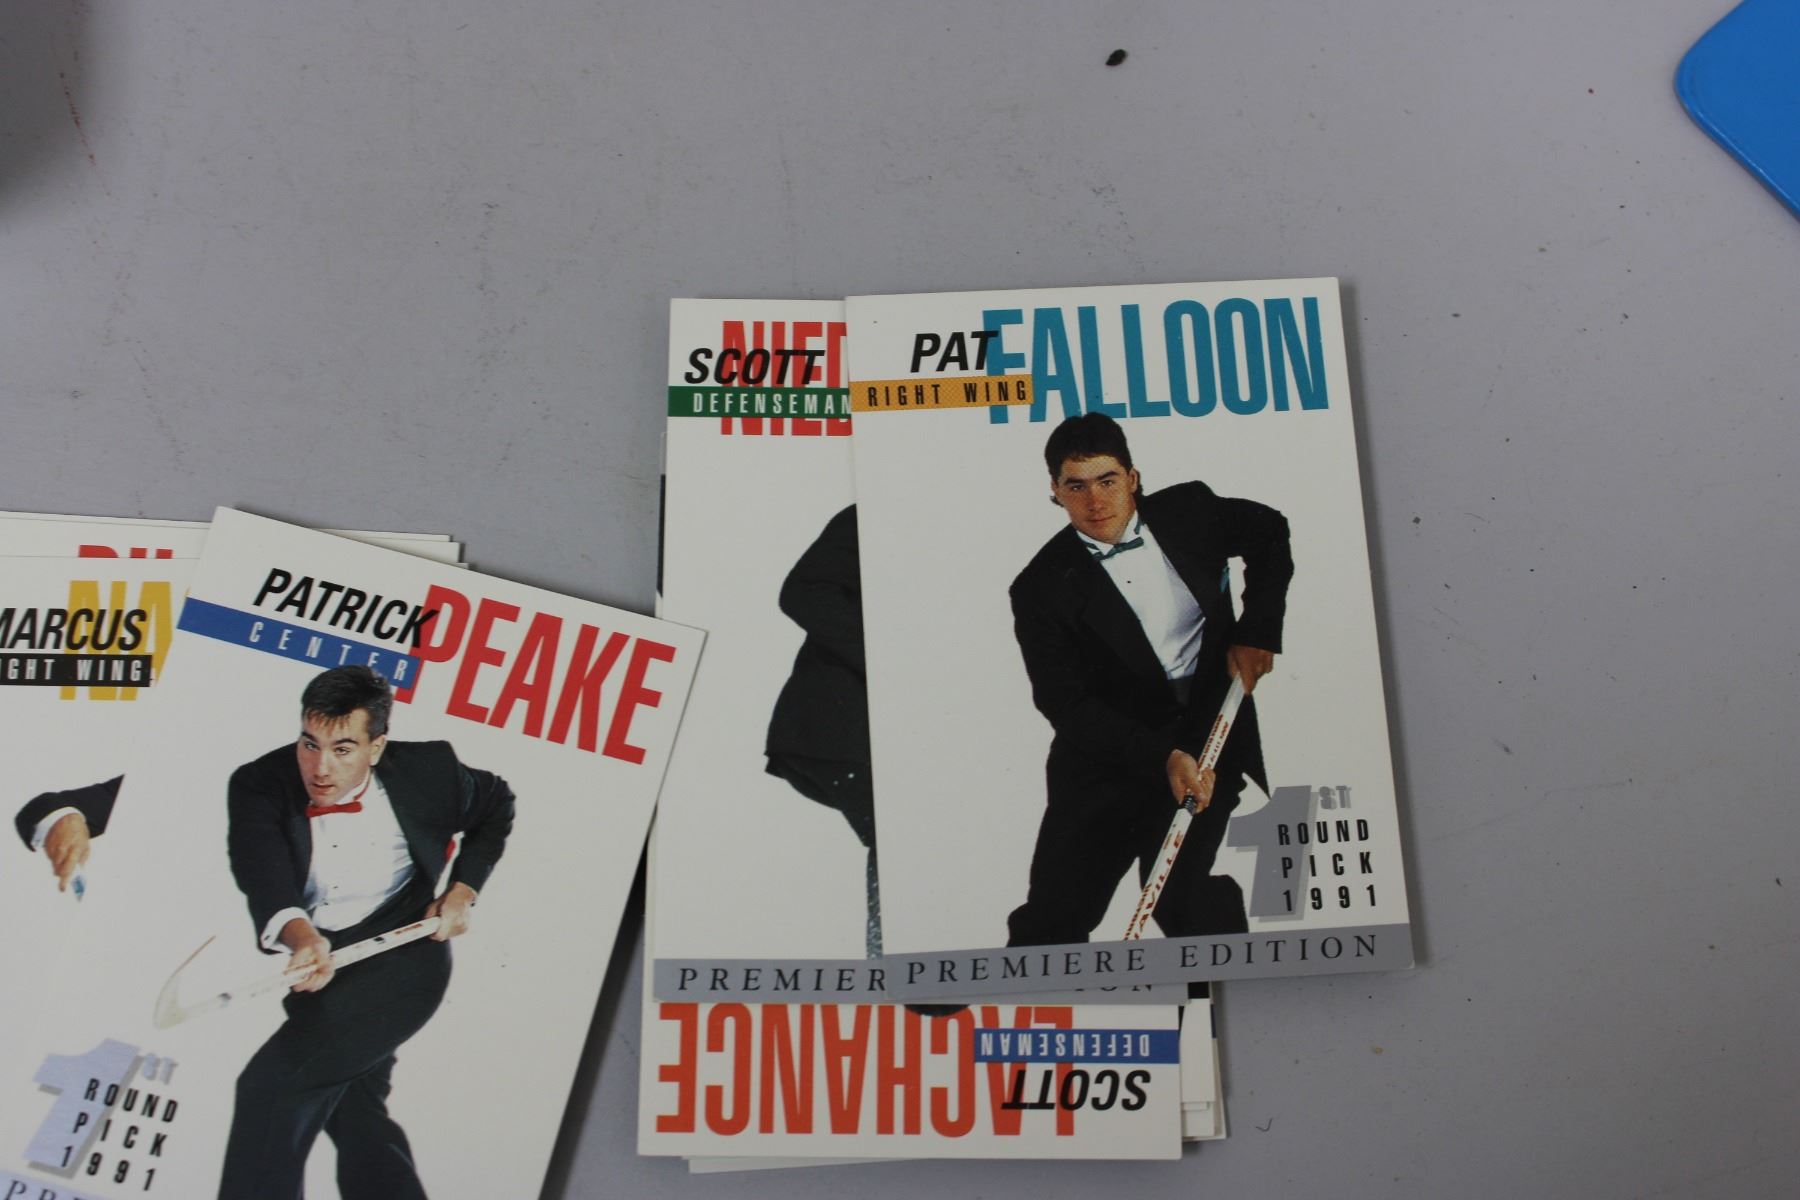 MARCUS
RIGHT WING
PATRICK PEAKE
CENTER
1ST
ROUND
PICK
1991
SCOTT
DEFENSEMAN
PAT FALLOON
RIGHT WING
1ST
ROUND
PICK
1991
PREMIERE EDITION
SCOTT LACHANCE
DEFENSEMAN